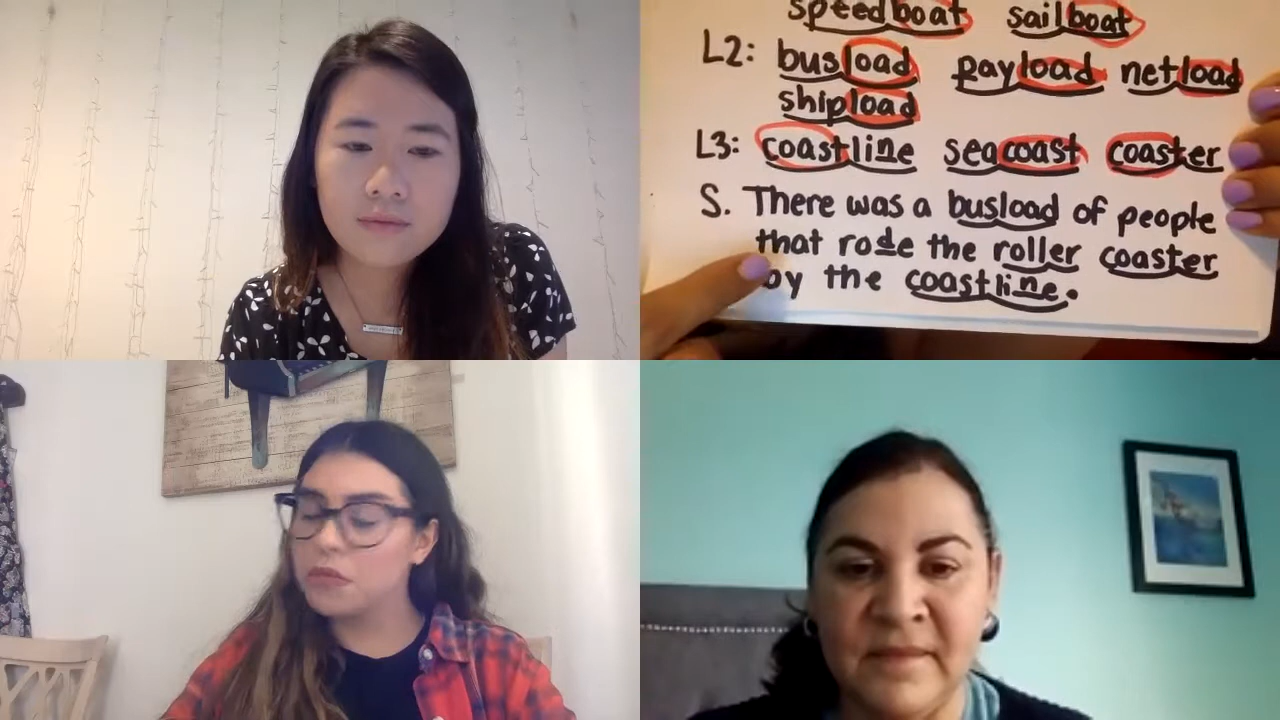 speedboat sailboat
L2: busload payload netload
shipload
L3: coastline seacoast coaster
S. There was a busload of people
that rode the roller coaster
by the coastline.